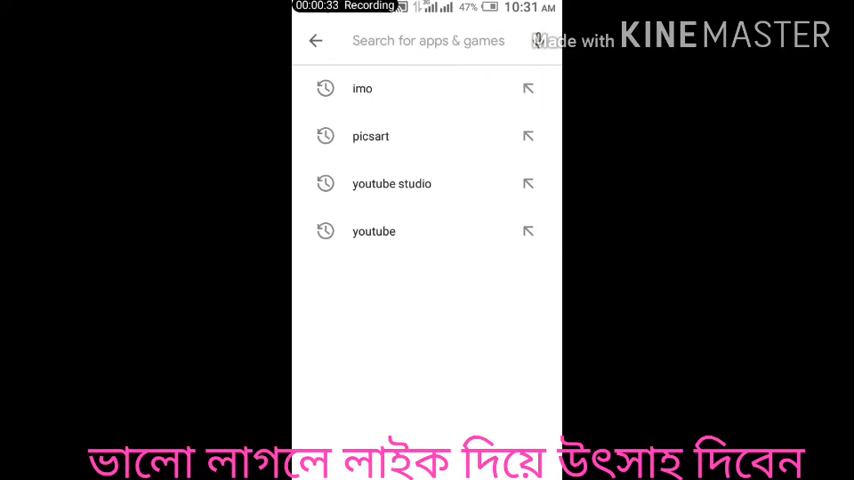 00:00:33 Recording 47% 10:31 AM
Search for apps & games
Made with KINEMASTER
imo
picsart
youtube studio
youtube
ভালো লাগলে লাইক দিয়ে উৎসাহ দিবেন